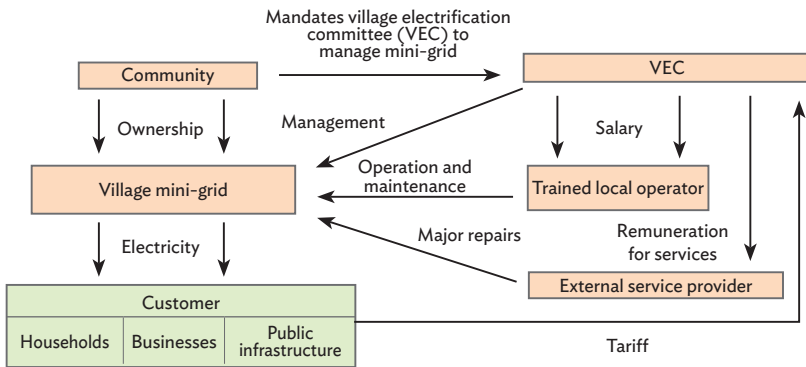 Mandates village electrification
committee (VEC) to
manage mini-grid
Community
VEC
Ownership
Management
Salary
Village mini-grid
Operation and
maintenance
Trained local operator
Electricity
Major repairs
Remuneration
for services
External service provider
Customer
Households
Businesses
Public
infrastructure
Tariff